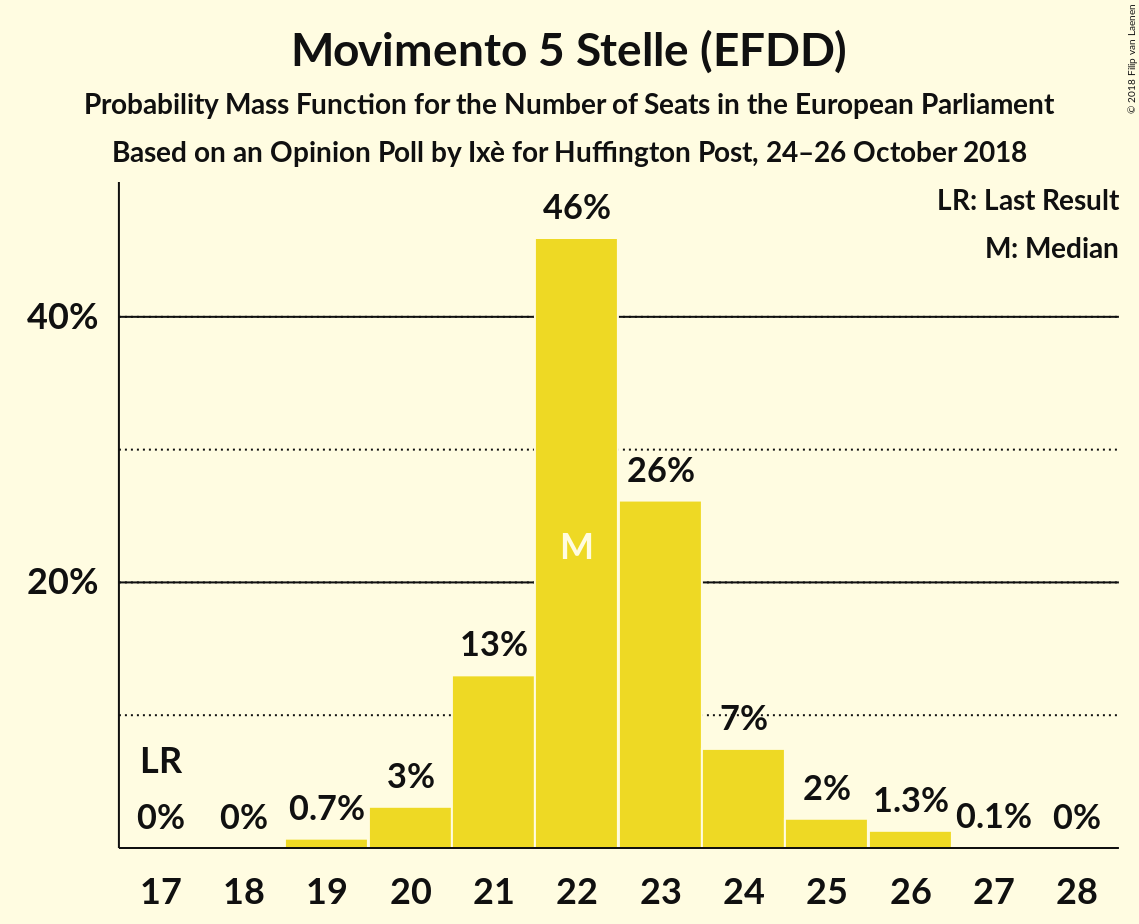 Movimento 5 Stelle (EFDD)
Probability Mass Function for the Number of Seats in the European Parliament
Based on an Opinion Poll by Ixè for Huffington Post, 24–26 October 2018
© 2018 Filip van Laenen
LR: Last Result
M: Median
46%
40%
26%
M
20%
13%
7%
LR
3%
2%
0%
0%
0.7%
1.3%
0.1%
0%
17 18 19 20 21 22 23 24 25 26 27 28